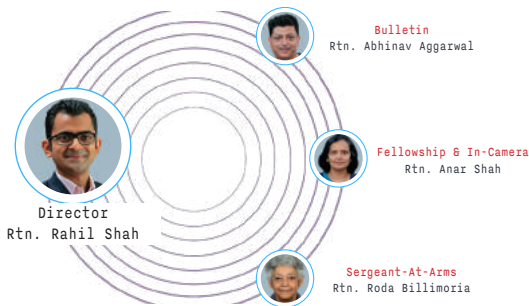 Bulletin
Rtn. Abhinav Aggarwal
Fellowship & In-Camera
Rtn. Anar Shah
Director
Rtn. Rahil Shah
Sergeant-At-Arms
Rtn. Roda Billimoria